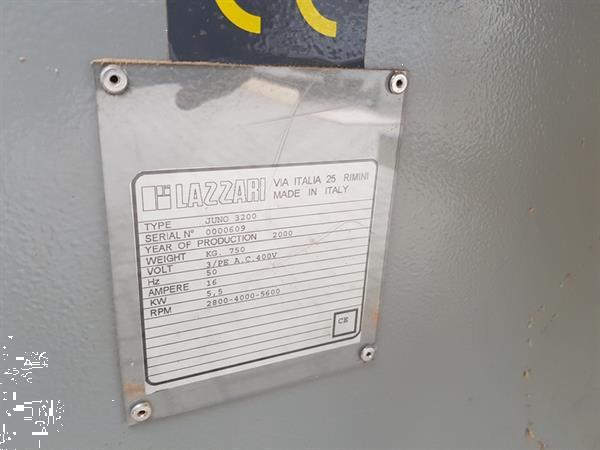 CE
LAZZARI VIA ITALIA 25 RIMINI
MADE IN ITALY
TYPE JUNO 3200
SERIAL N° 0000609
YEAR OF PRODUCTION 2000
WEIGHT KG. 750
VOLT 3/PE A.C.400V
Hz 50
AMPERE 16
KW 5,5
RPM 2800-4000-5600
CE